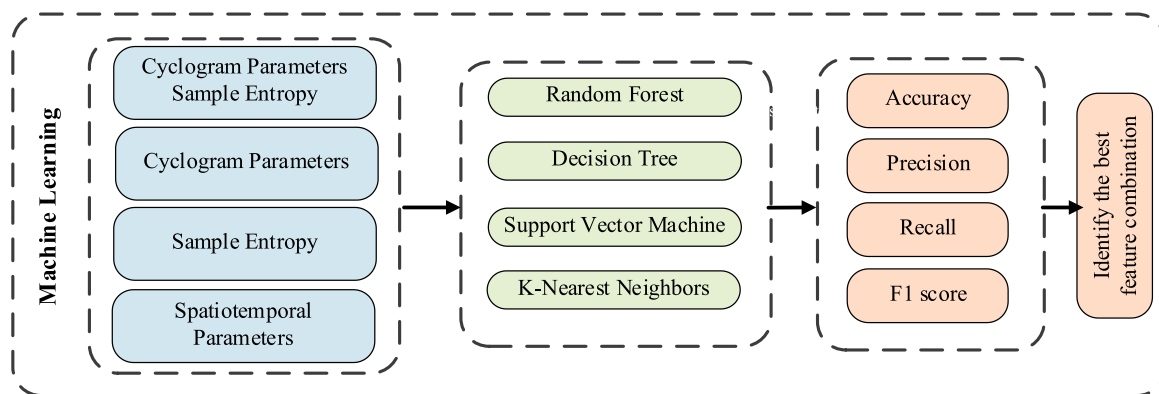 Machine Learning
Cyclogram Parameters
Sample Entropy
Cyclogram Parameters
Sample Entropy
Spatiotemporal
Parameters
Random Forest
Decision Tree
Support Vector Machine
K-Nearest Neighbors
Accuracy
Precision
Recall
F1 score
Identify the best
feature combination